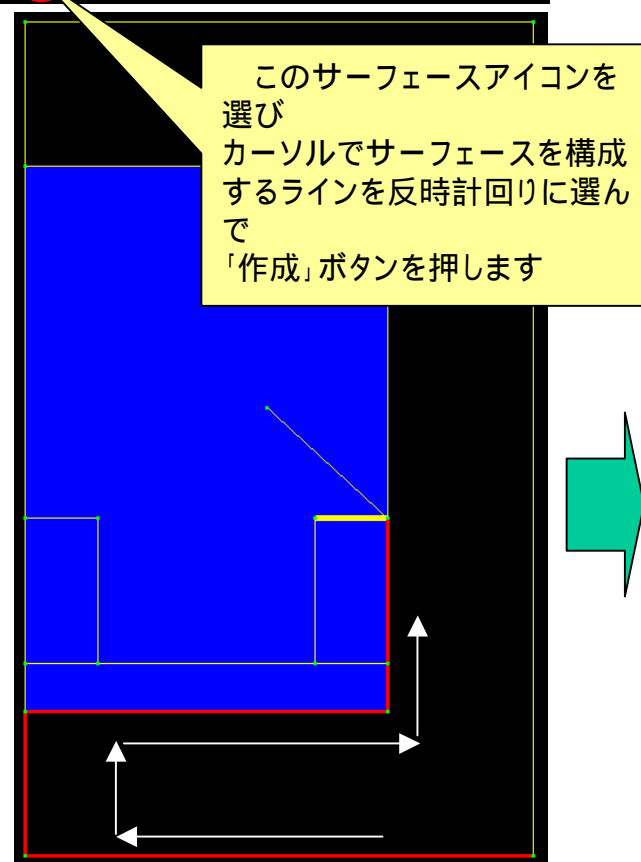 このサーフェースアイコンを
選び
カーソルでサーフェースを構成
するラインを反時計回りに選ん
で
「作成」ボタンを押します